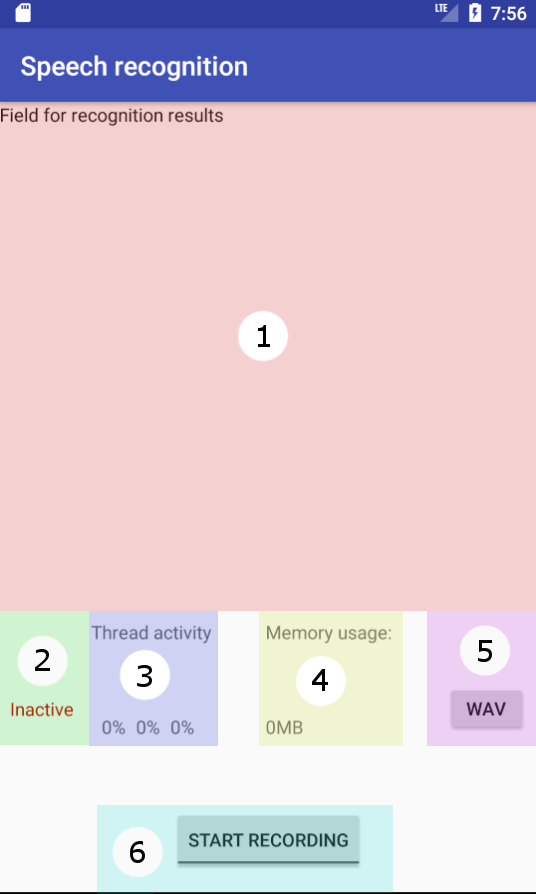 LTE 7:56
Speech recognition
Field for recognition results
1
2
Thread activity
3
Memory usage:
4
5
Inactive
0% 0% 0%
0MB
WAV
6
START RECORDING